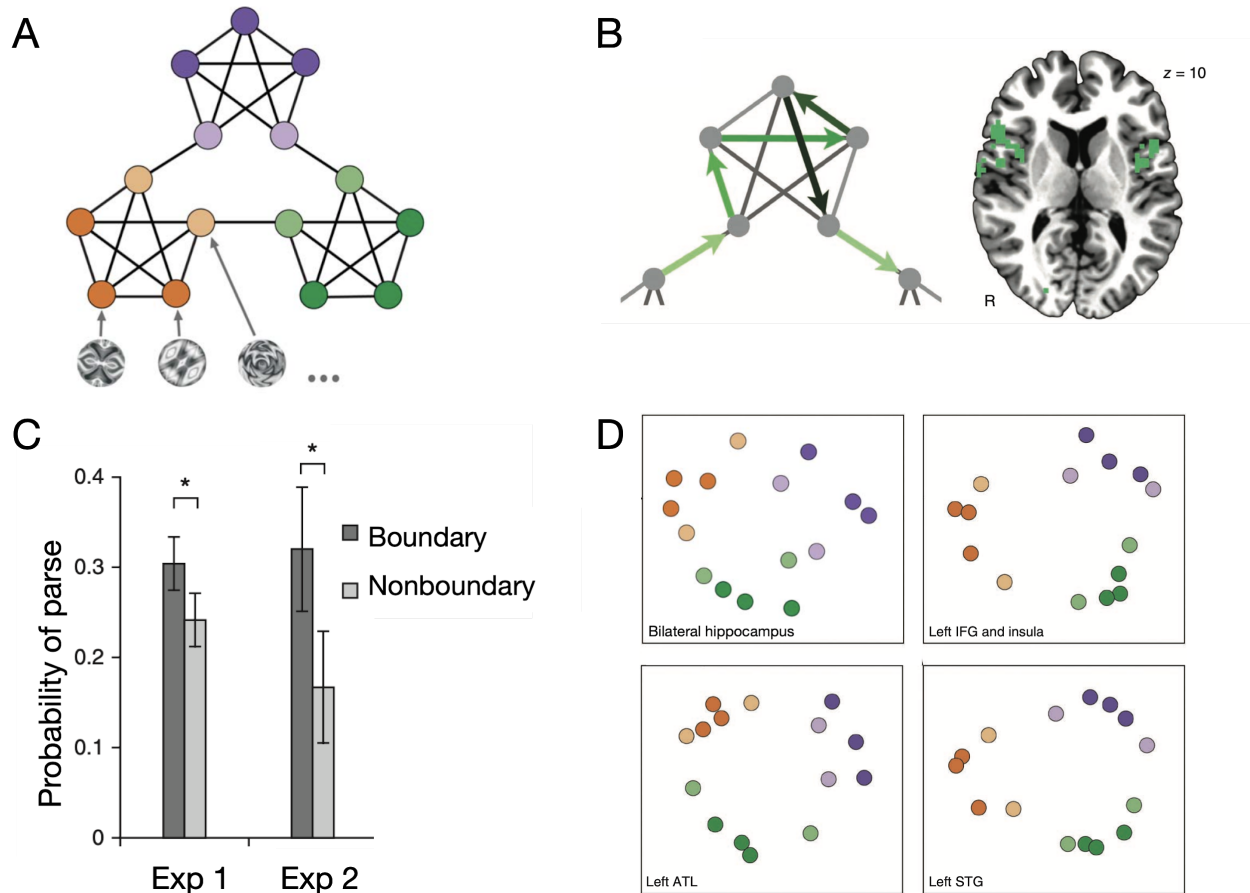 A
B
z = 10
R
C
Probability of parse
0.4
0.3
0.2
0.1
0
*
*
Boundary
Nonboundary
Exp 1
Exp 2
D
Bilateral hippocampus
Left IFG and insula
Left ATL
Left STG